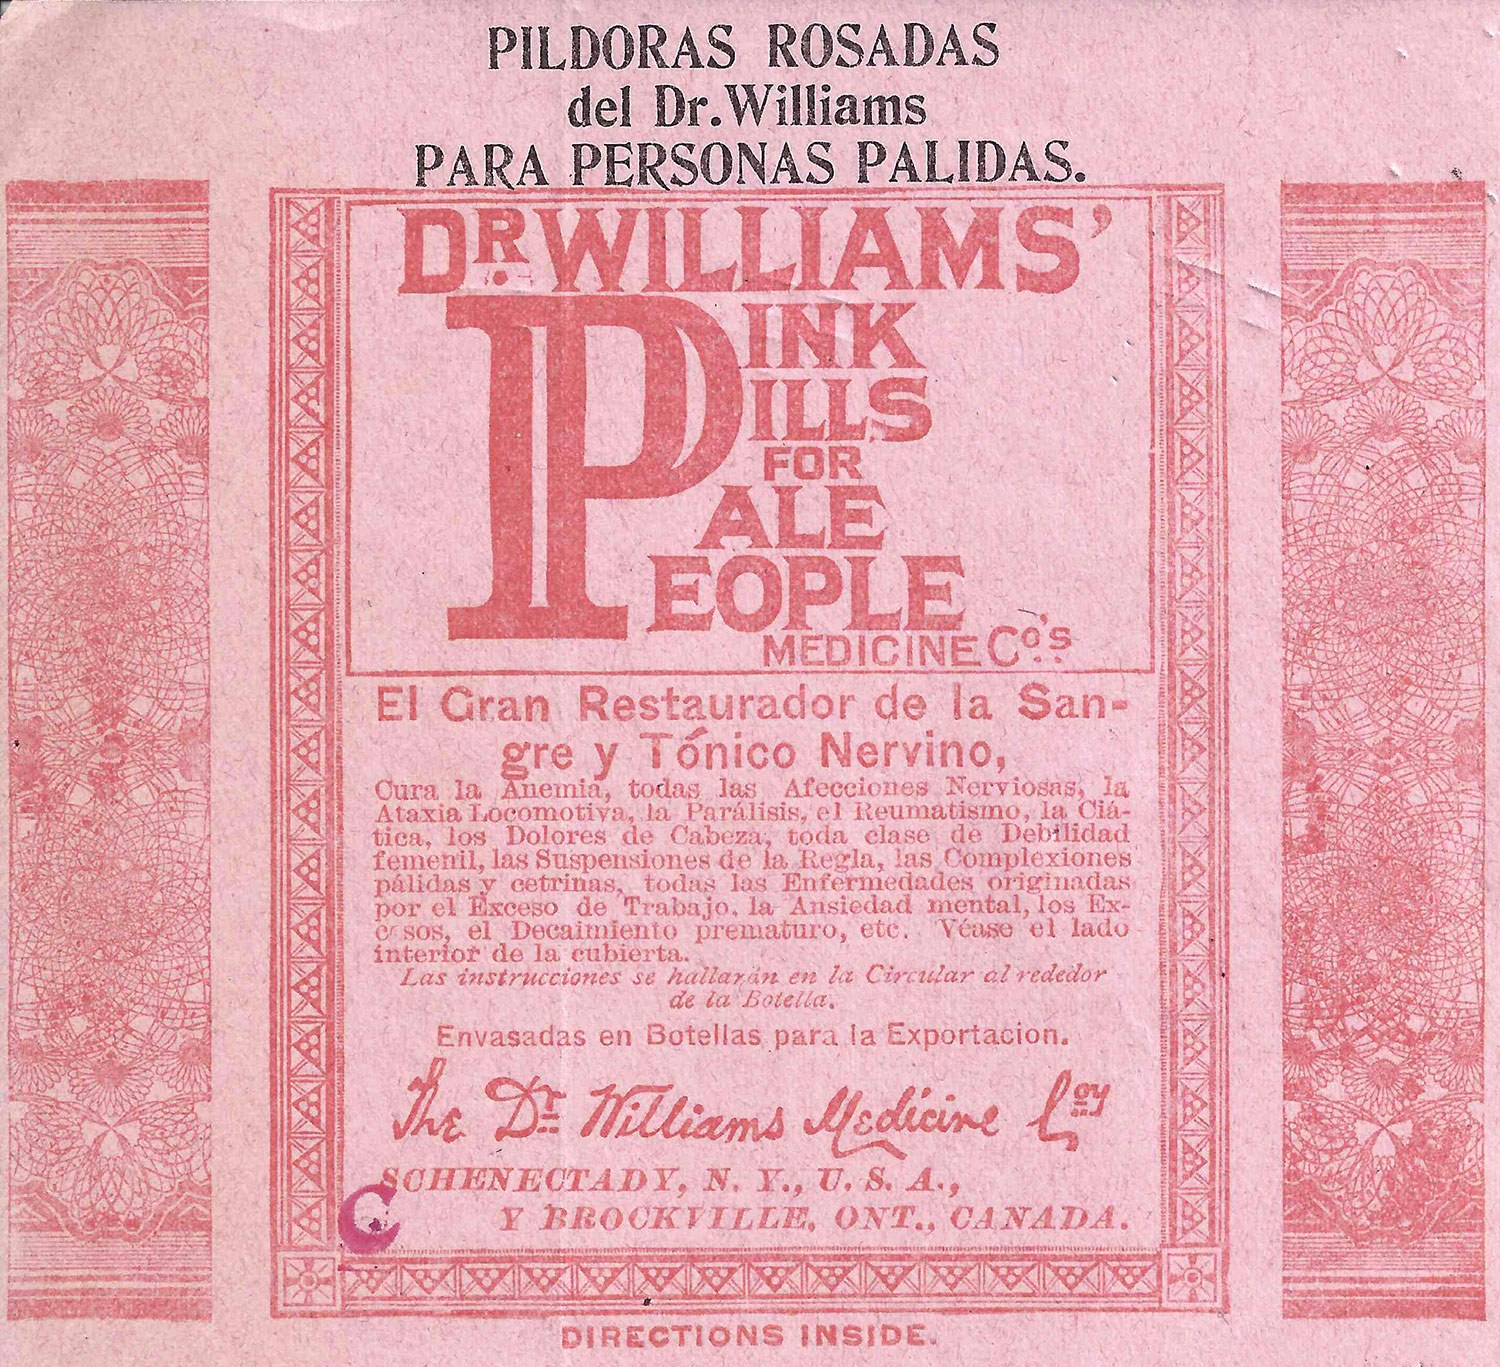 PILDORAS ROSADAS
del Dr. Williams
PARA PERSONAS PALIDAS.
DR. WILLIAMS'
PINK
PILLS
FOR
PALE
PEOPLE
MEDICINE Co's.
El Gran Restaurador de la San-
gre y Tónico Nervino,
Cura la Anemia, todas las Afecciones Nerviosas, la
Ataxia Locomotiva, la Parálisis, el Reumatismo, la Ciá-
tica, los Dolores de Cabeza, toda clase de Debilidad
femenil, las Suspensiones de la Regla, las Complexiones
pálidas y cetrinas, todas las Enfermedades originadas
por el Exceso de Trabajo, la Ansiedad mental, los Ex-
cesos, el Decaimiento prematuro, etc. Véase el lado
interior de la cubierta.
Las instrucciones se hallarán en la Circular al rededor
de la Botella.
Envasadas en Botellas para la Exportacion.
The Dr. Williams Medicine Coy
SCHENECTADY, N. Y., U. S. A.,
Y BROCKVILLE, ONT., CANADA.
C
DIRECTIONS INSIDE.